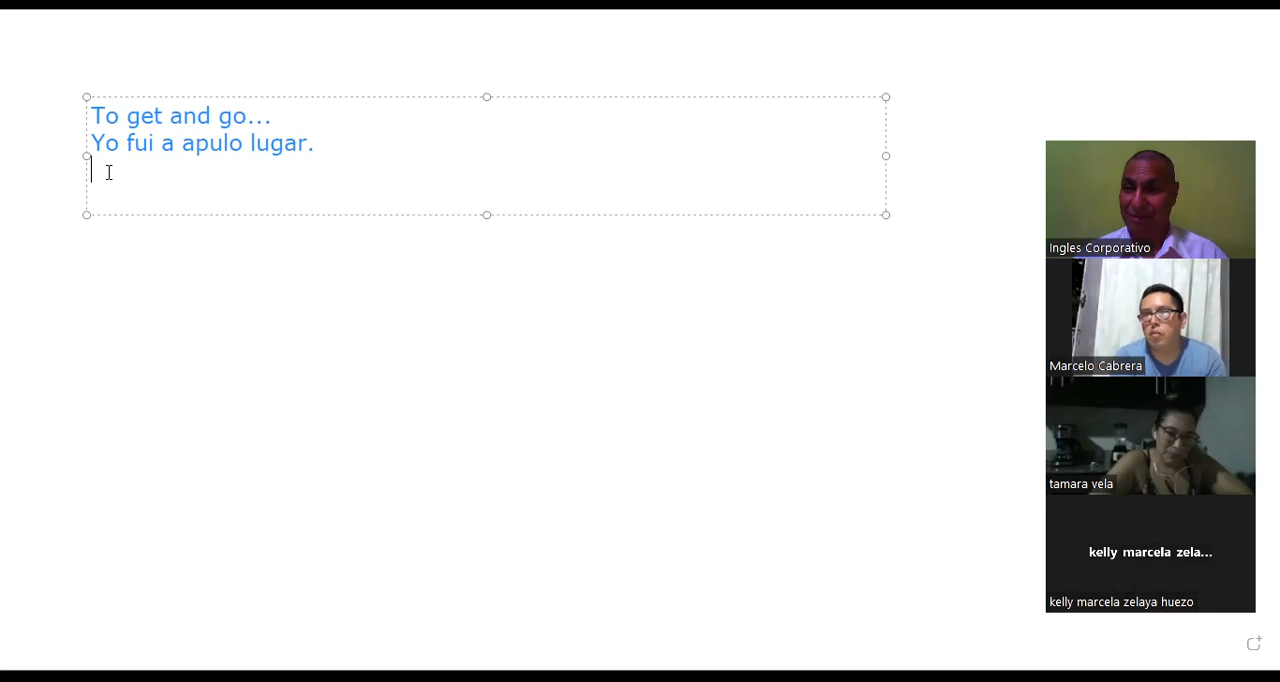 To get and go...
Yo fui a apulo lugar.
Ingles Corporativo
Marcelo Cabrera
tamara vela
kelly marcela zela...
kelly marcela zelaya huezo